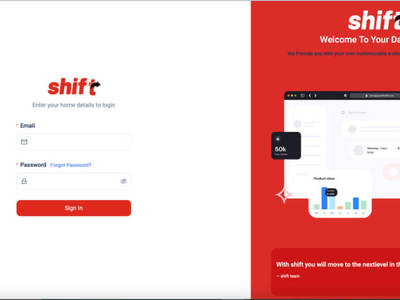 shift
Enter your home details to login
* Email
* Password Forgot Password?
Sign in
shift
Welcome To Your Da
We Provide you with your own customizable
50k
Product views
With shift you will move to the nextlevel in th
– shift team